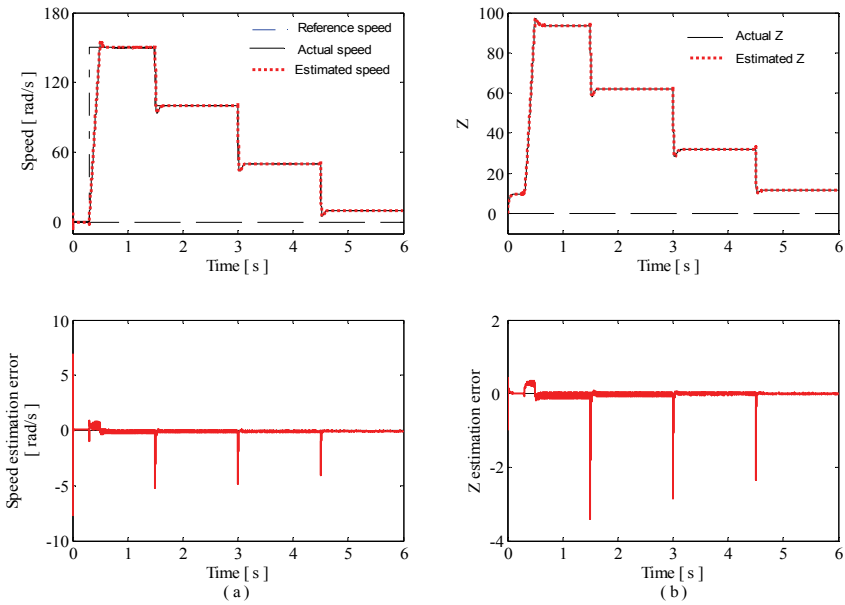 180
120
60
0
Speed [ rad/s ]
Reference speed
Actual speed
Estimated speed
0 1 2 3 4 5 6
Time [ s ]
100
80
60
40
20
0
Z
Actual Z
Estimated Z
0 1 2 3 4 5 6
Time [ s ]
10
5
0
-5
-10
Speed estimation error
[ rad/s ]
0 1 2 3 4 5 6
Time [ s ]
( a )
2
0
-2
-4
Z estimation error
0 1 2 3 4 5 6
Time [ s ]
( b )